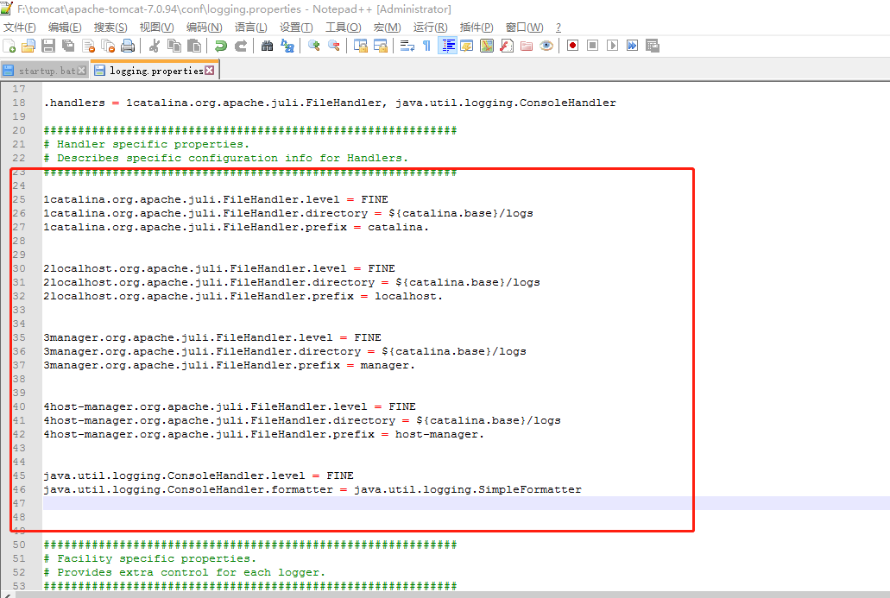 F:\tomcat\apache-tomcat-7.0.94\conf\logging.properties - Notepad++ [Administrator]
文件(F) 编辑(E) 搜索(S) 视图(V) 编码(N) 语言(L) 设置(T) 工具(O) 宏(M) 运行(R) 插件(P) 窗口(W) ?
startup.bat logging.properties
17
18 .handlers = 1catalina.org.apache.juli.FileHandler, java.util.logging.ConsoleHandler
19
20 ############################################################
21 # Handler specific properties.
22 # Describes specific configuration info for Handlers.
23 ############################################################
24
25 1catalina.org.apache.juli.FileHandler.level = FINE
26 1catalina.org.apache.juli.FileHandler.directory = ${catalina.base}/logs
27 1catalina.org.apache.juli.FileHandler.prefix = catalina.
28
29
30 2localhost.org.apache.juli.FileHandler.level = FINE
31 2localhost.org.apache.juli.FileHandler.directory = ${catalina.base}/logs
32 2localhost.org.apache.juli.FileHandler.prefix = localhost.
33
34
35 3manager.org.apache.juli.FileHandler.level = FINE
36 3manager.org.apache.juli.FileHandler.directory = ${catalina.base}/logs
37 3manager.org.apache.juli.FileHandler.prefix = manager.
38
39
40 4host-manager.org.apache.juli.FileHandler.level = FINE
41 4host-manager.org.apache.juli.FileHandler.directory = ${catalina.base}/logs
42 4host-manager.org.apache.juli.FileHandler.prefix = host-manager.
43
44
45 java.util.logging.ConsoleHandler.level = FINE
46 java.util.logging.ConsoleHandler.formatter = java.util.logging.SimpleFormatter
47
48
49
50 ############################################################
51 # Facility specific properties.
52 # Provides extra control for each logger.
53 ############################################################